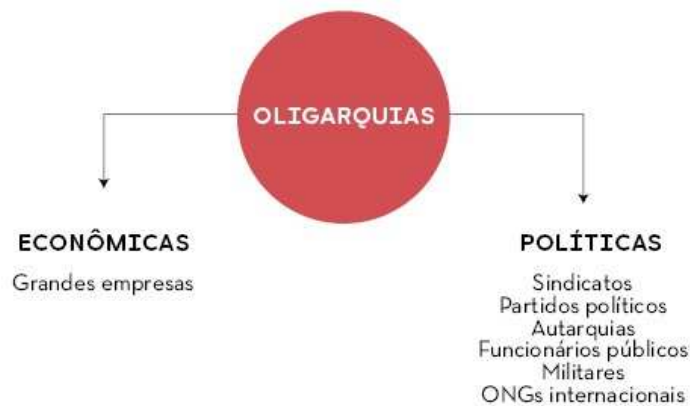 OLIGARQUIAS
ECONÔMICAS
Grandes empresas
POLÍTICAS
Sindicatos
Partidos políticos
Autarquias
Funcionários públicos
Militares
ONGs internacionais